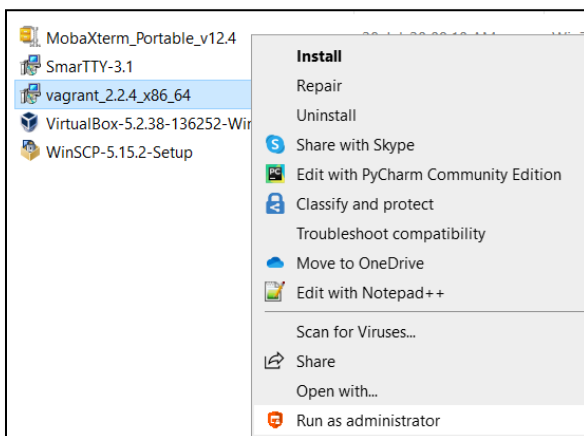 MobaXterm_Portable_v12.4
SmarTTY-3.1
vagrant_2.2.4_x86_64
VirtualBox-5.2.38-136252-Wir
WinSCP-5.15.2-Setup
Install
Repair
Uninstall
Share with Skype
Edit with PyCharm Community Edition
Classify and protect
Troubleshoot compatibility
Move to OneDrive
Edit with Notepad++
Scan for Viruses...
Share
Open with...
Run as administrator